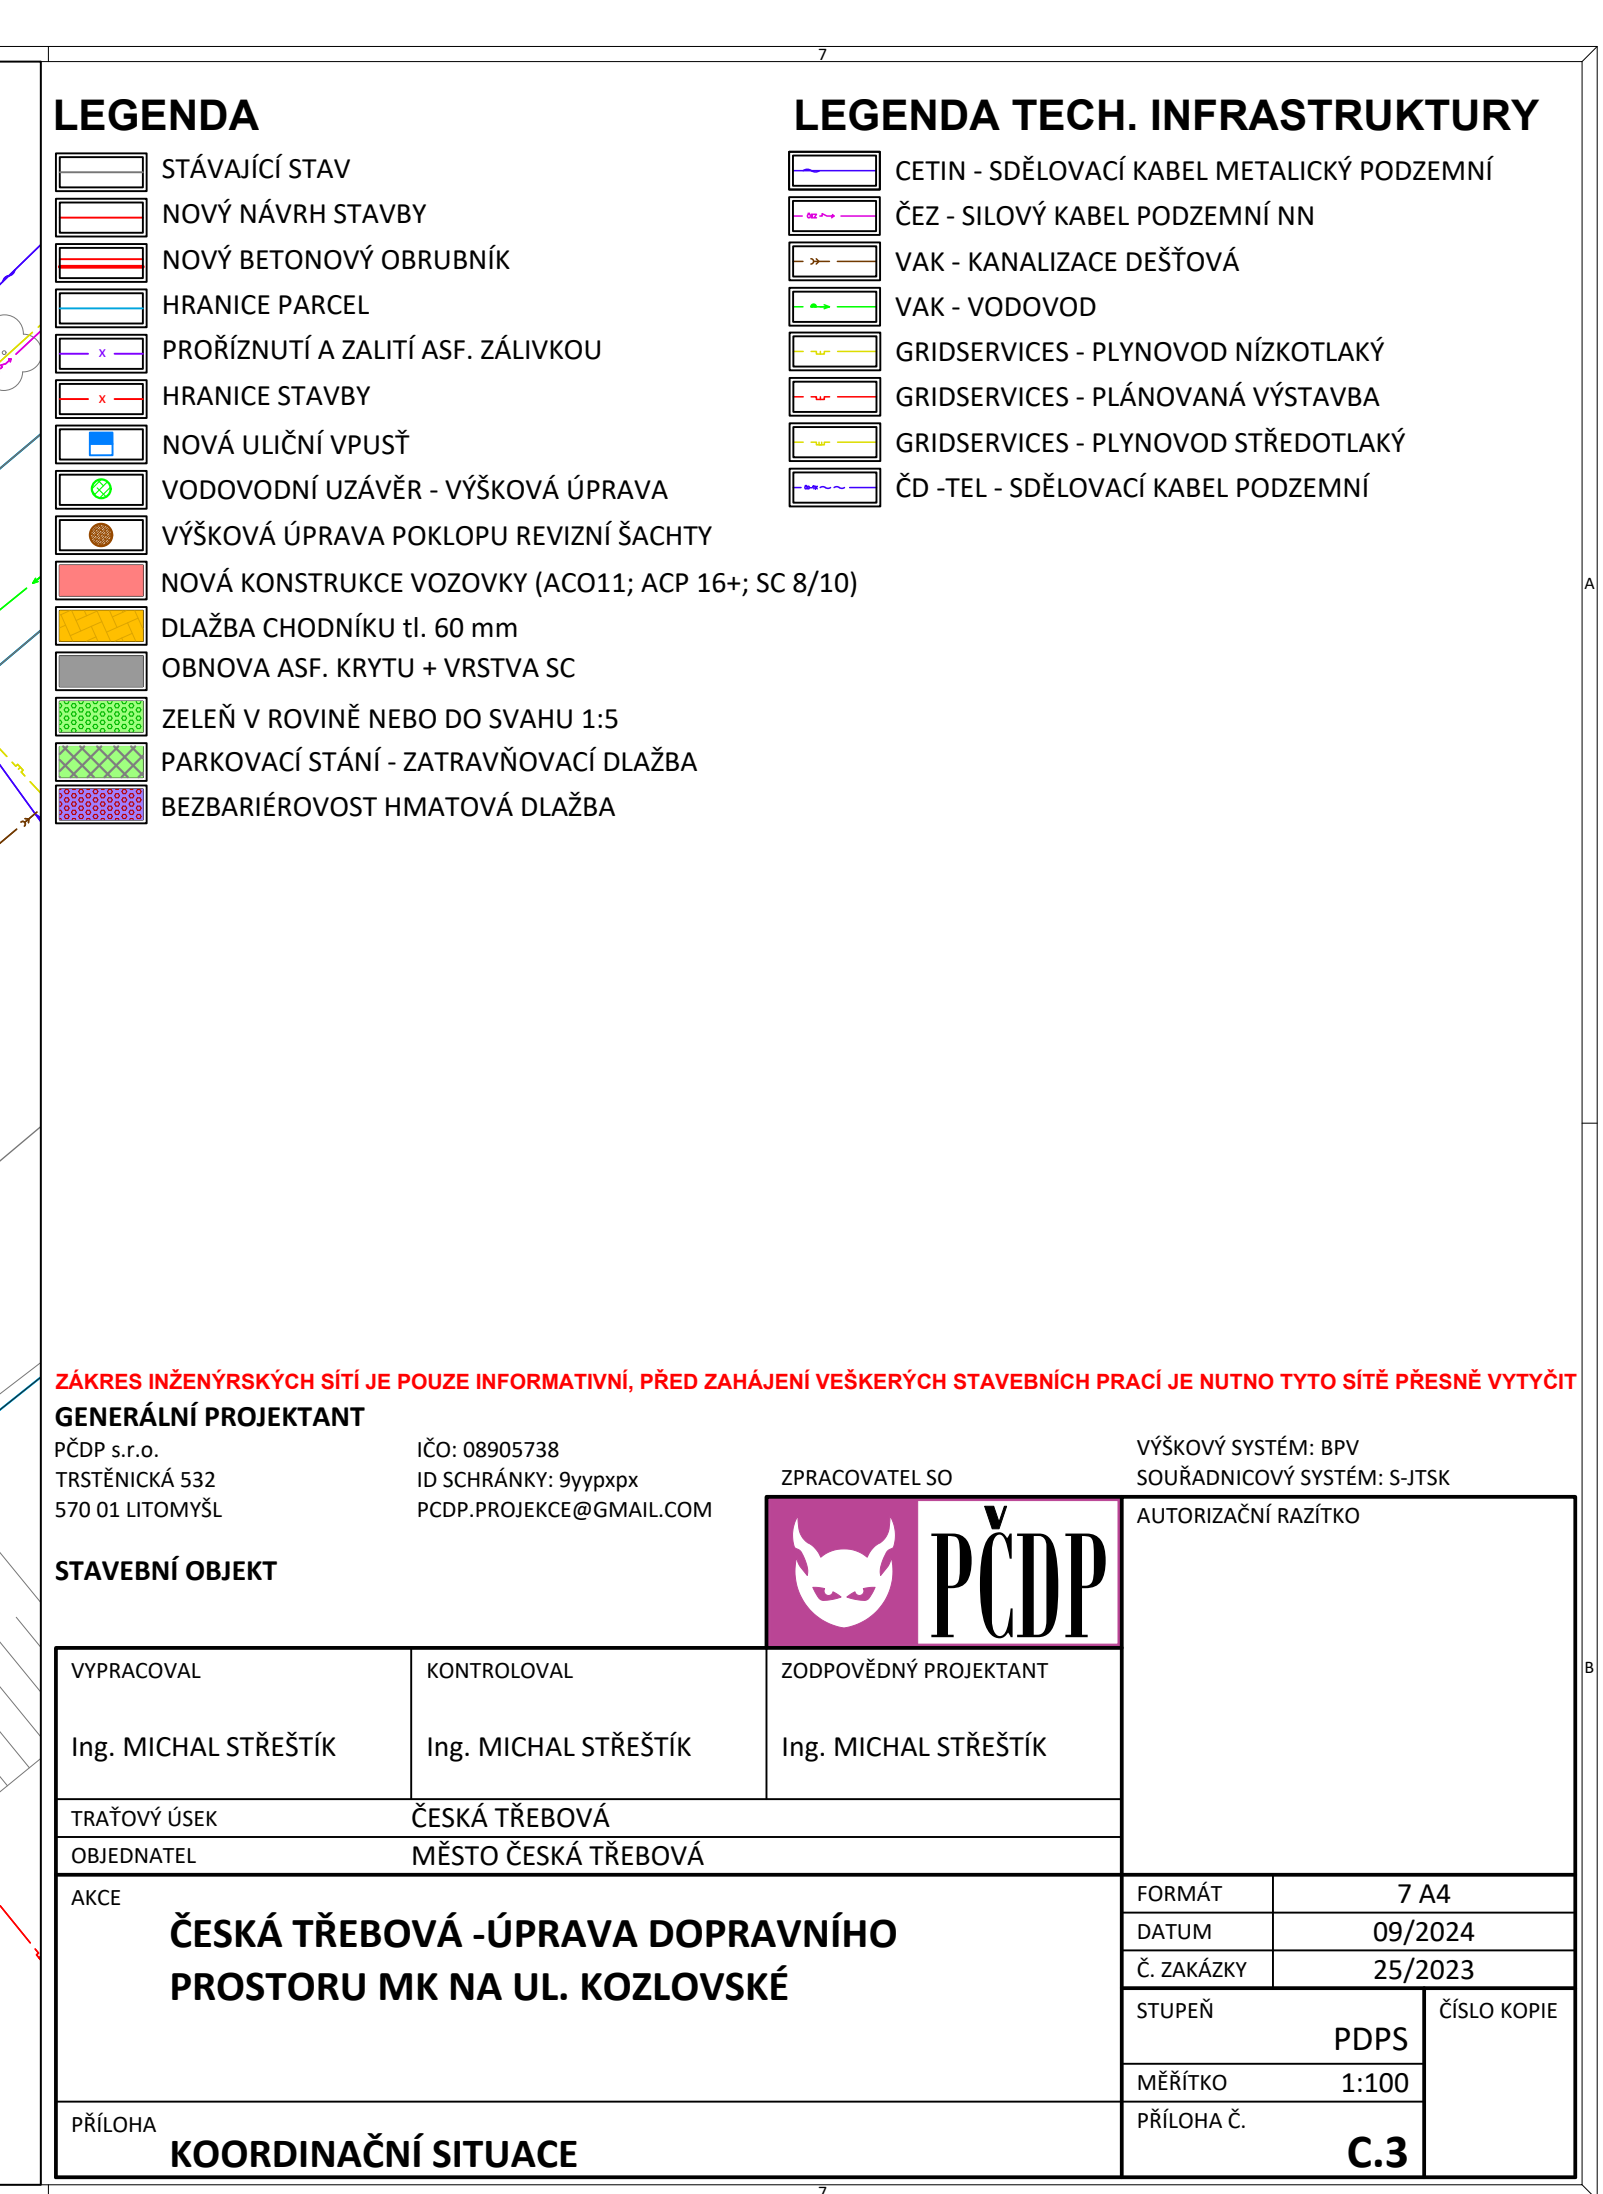 7
LEGENDA
STÁVAJÍCÍ STAV
NOVÝ NÁVRH STAVBY
NOVÝ BETONOVÝ OBRUBNÍK
HRANICE PARCEL
x PROŘÍZNUTÍ A ZALITÍ ASF. ZÁLIVKOU
x HRANICE STAVBY
NOVÁ ULIČNÍ VPUSŤ
VODOVODNÍ UZÁVĚR - VÝŠKOVÁ ÚPRAVA
VÝŠKOVÁ ÚPRAVA POKLOPU REVIZNÍ ŠACHTY
NOVÁ KONSTRUKCE VOZOVKY (ACO11; ACP 16+; SC 8/10)
DLAŽBA CHODNÍKU tl. 60 mm
OBNOVA ASF. KRYTU + VRSTVA SC
ZELEŇ V ROVINĚ NEBO DO SVAHU 1:5
PARKOVACÍ STÁNÍ - ZATRAVŇOVACÍ DLAŽBA
BEZBARIÉROVOST HMATOVÁ DLAŽBA
LEGENDA TECH. INFRASTRUKTURY
CETIN - SDĚLOVACÍ KABEL METALICKÝ PODZEMNÍ
ČEZ - SILOVÝ KABEL PODZEMNÍ NN
VAK - KANALIZACE DEŠŤOVÁ
VAK - VODOVOD
GRIDSERVICES - PLYNOVOD NÍZKOTLAKÝ
GRIDSERVICES - PLÁNOVANÁ VÝSTAVBA
GRIDSERVICES - PLYNOVOD STŘEDOTLAKÝ
ČD -TEL - SDĚLOVACÍ KABEL PODZEMNÍ
A
ZÁKRES INŽENÝRSKÝCH SÍTÍ JE POUZE INFORMATIVNÍ, PŘED ZAHÁJENÍ VEŠKERÝCH STAVEBNÍCH PRACÍ JE NUTNO TYTO SÍTĚ PŘESNĚ VYTYČIT
GENERÁLNÍ PROJEKTANT
PČDP s.r.o.
TRSTĚNICKÁ 532
570 01 LITOMYŠL
IČO: 08905738
ID SCHRÁNKY: 9yypxpx
PCDP.PROJEKCE@GMAIL.COM
ZPRACOVATEL SO
VÝŠKOVÝ SYSTÉM: BPV
SOUŘADNICOVÝ SYSTÉM: S-JTSK
STAVEBNÍ OBJEKT
PČDP
AUTORIZAČNÍ RAZÍTKO
B
VYPRACOVAL
Ing. MICHAL STŘEŠTÍK
KONTROLOVAL
Ing. MICHAL STŘEŠTÍK
ZODPOVĚDNÝ PROJEKTANT
Ing. MICHAL STŘEŠTÍK
TRAŤOVÝ ÚSEK ČESKÁ TŘEBOVÁ
OBJEDNATEL MĚSTO ČESKÁ TŘEBOVÁ
AKCE
ČESKÁ TŘEBOVÁ -ÚPRAVA DOPRAVNÍHO
PROSTORU MK NA UL. KOZLOVSKÉ
FORMÁT 7 A4
DATUM 09/2024
Č. ZAKÁZKY 25/2023
STUPEŇ
PDPS
ČÍSLO KOPIE
MĚŘÍTKO 1:100
PŘÍLOHA
KOORDINAČNÍ SITUACE
PŘÍLOHA Č.
C.3
7